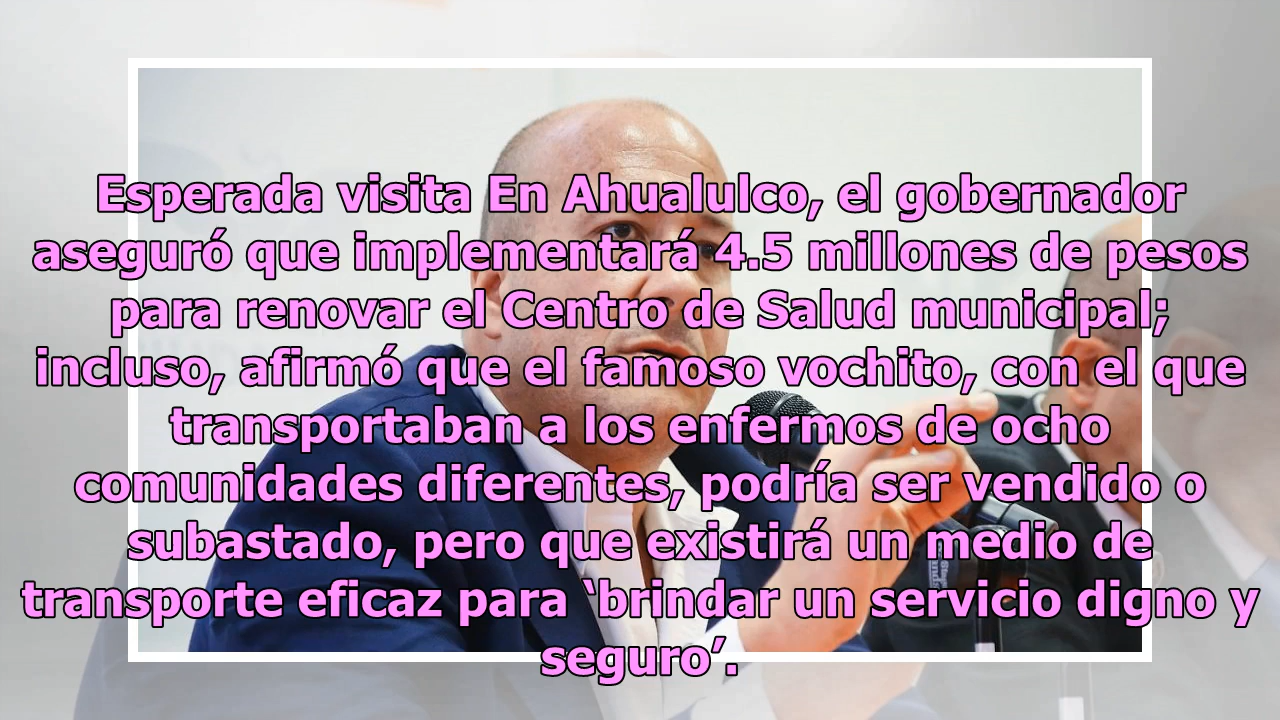 Esperada visita En Ahualulco, el gobernador
aseguró que implementará 4.5 millones de pesos
para renovar el Centro de Salud municipal;
incluso, afirmó que el famoso vochito, con el que
transportaban a los enfermos de ocho
comunidades diferentes, podría ser vendido o
subastado, pero que existirá un medio de
transporte eficaz para ‘brindar un servicio digno y
seguro’.